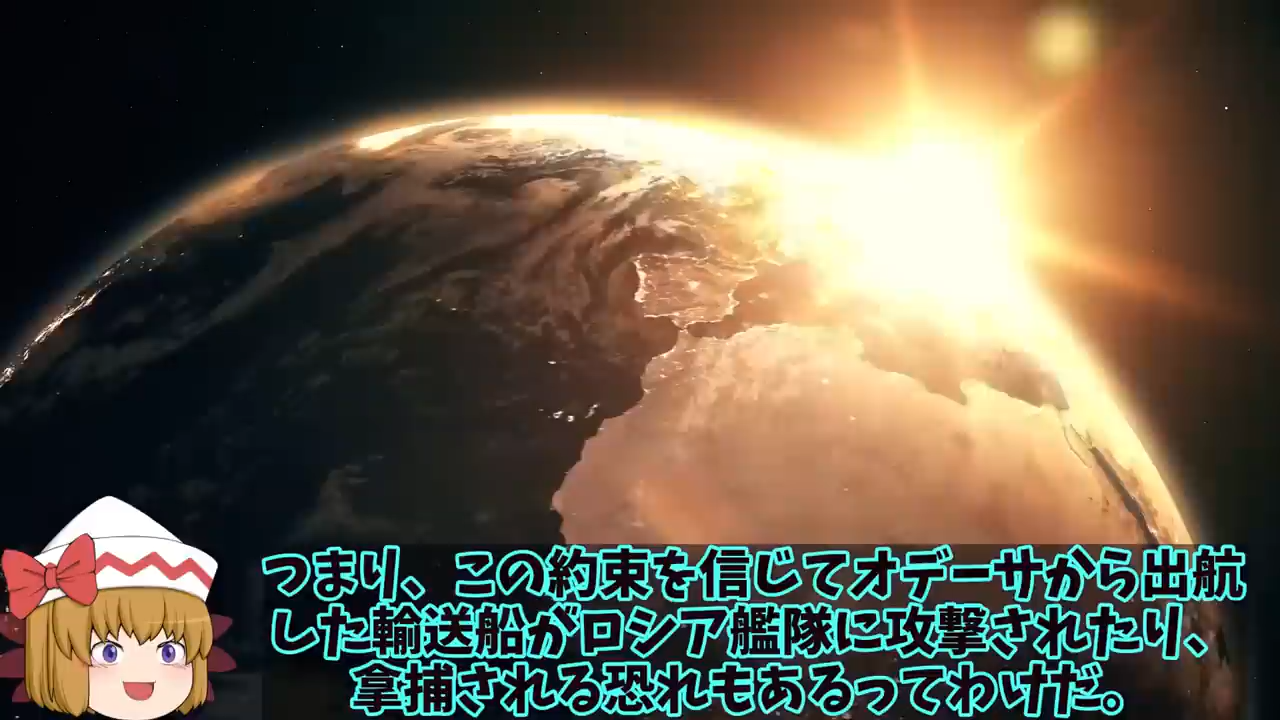 つまり、この約束を信じてオデーサから出航
した輸送船がロシア艦隊に攻撃されたり、
拿捕される恐れもあるってわけだ。